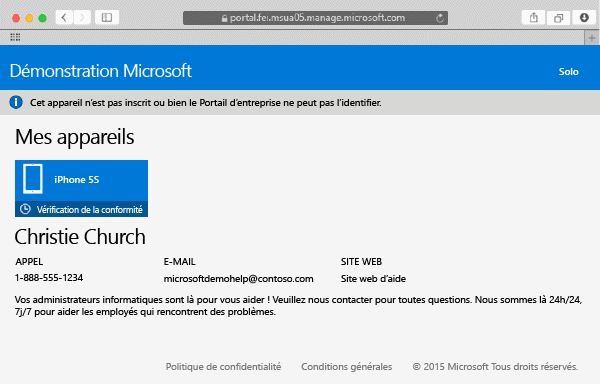 portal.fei.msua05.manage.microsoft.com
Démonstration Microsoft
Solo
Cet appareil n’est pas inscrit ou bien le Portail d’entreprise ne peut pas l’identifier.
Mes appareils
iPhone 5S
Vérification de la conformité
Christie Church
APPEL E-MAIL SITE WEB
1-888-555-1234 microsoftdemohelp@contoso.com Site web d’aide
Vos administrateurs informatiques sont là pour vous aider ! Veuillez nous contacter pour toutes questions. Nous sommes là 24h/24,
7j/7 pour aider les employés qui rencontrent des problèmes.
Politique de confidentialité Conditions générales © 2015 Microsoft Tous droits réservés.